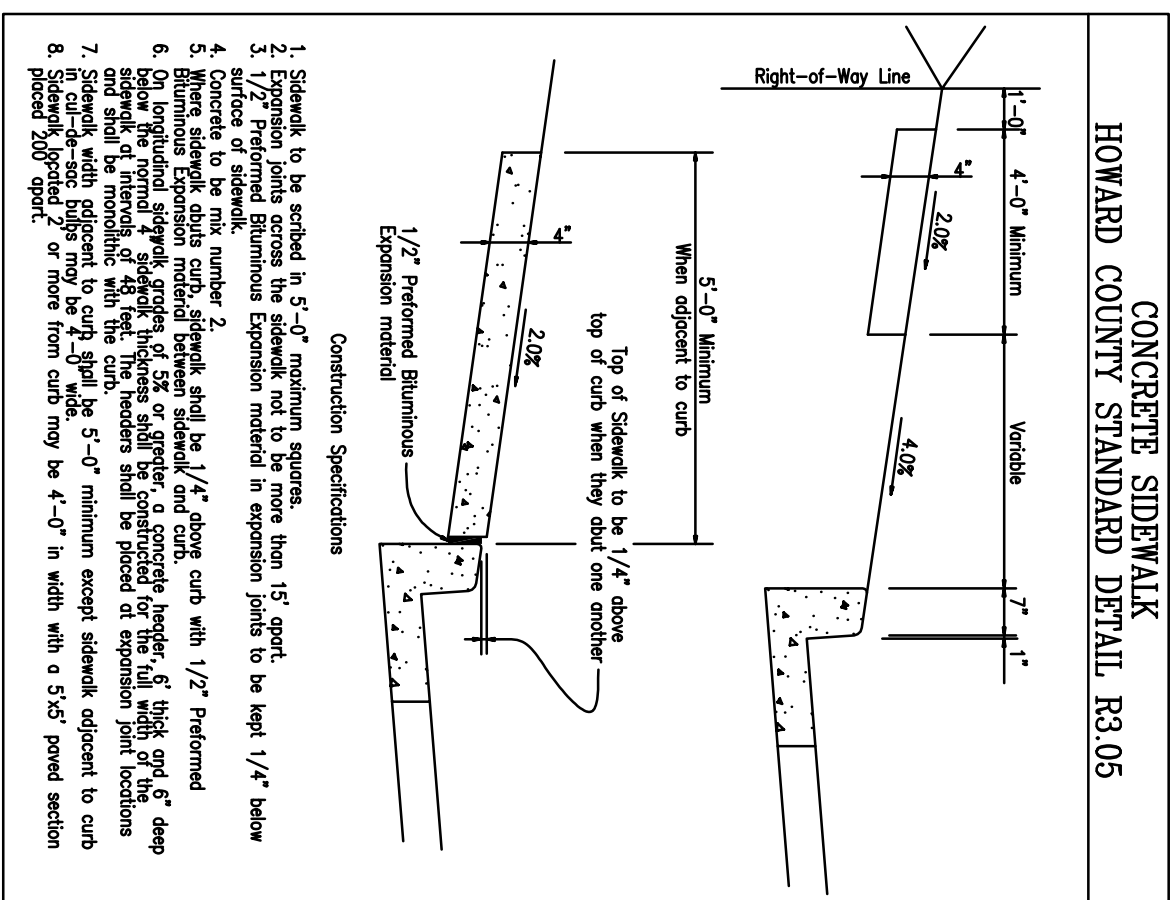 CONCRETE SIDEWALK
HOWARD COUNTY STANDARD DETAIL R3.05
Right-of-Way Line
1'-0"
4'-0" Minimum
Variable
7"
1"
4"
2.0%
4.0%
5'-0" Minimum
When adjacent to curb
Top of Sidewalk to be 1/4" above
top of curb when they abut one another
4"
2.0%
1/2" Preformed Bituminous
Expansion material
Construction Specifications
1. Sidewalk to be scribed in 5'-0" maximum squares.
2. Expansion joints across the sidewalk not to be more than 15' apart.
3. 1/2" Preformed Bituminous Expansion material in expansion joints to be kept 1/4" below
surface of sidewalk.
4. Concrete to be mix number 2.
5. Where sidewalk abuts curb, sidewalk shall be 1/4" above curb with 1/2" Preformed
Bituminous Expansion material between sidewalk and curb.
6. On longitudinal sidewalk grades of 5% or greater, a concrete header, 6' thick and 6" deep
below the normal 4" sidewalk thickness shall be constructed for the full width of the
sidewalk at intervals of 48 feet. The headers shall be placed at expansion joint locations
and shall be monolithic with the curb.
7. Sidewalk width adjacent to curb shall be 5'-0" minimum except sidewalk adjacent to curb
in cul-de-sac bulbs may be 4'-0" wide.
8. Sidewalk located 2' or more from curb may be 4'-0" in width with a 5'x5' paved section
placed 200' apart.